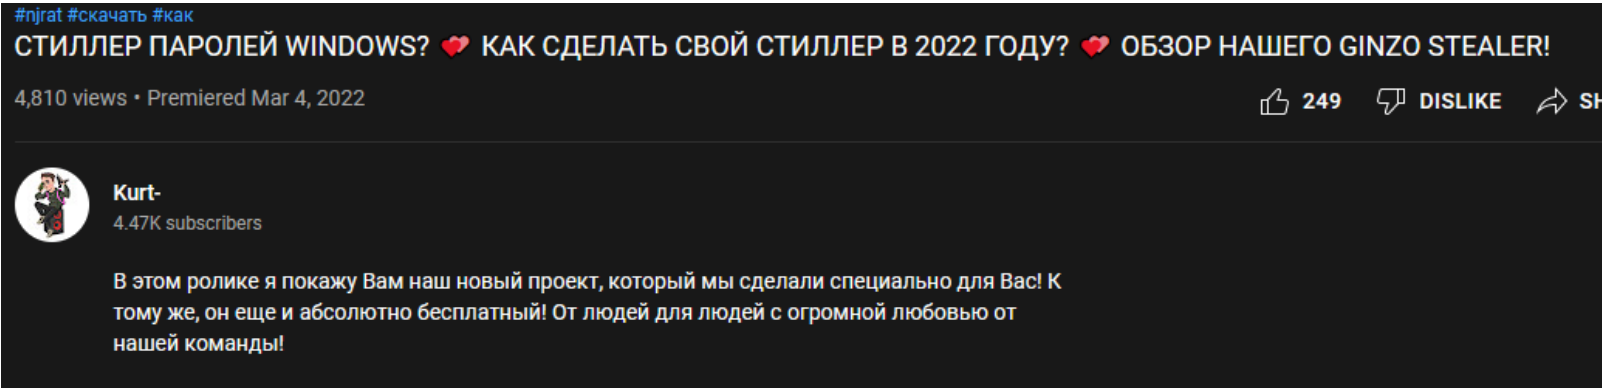 #njrat #скачать #как
СТИЛЛЕР ПАРОЛЕЙ WINDOWS? 💕 КАК СДЕЛАТЬ СВОЙ СТИЛЛЕР В 2022 ГОДУ? 💕 ОБЗОР НАШЕГО GINZO STEALER!
4,810 views • Premiered Mar 4, 2022
249 DISLIKE SH
Kurt-
4.47K subscribers
В этом ролике я покажу Вам наш новый проект, который мы сделали специально для Вас! К
тому же, он еще и абсолютно бесплатный! От людей для людей с огромной любовью от
нашей команды!